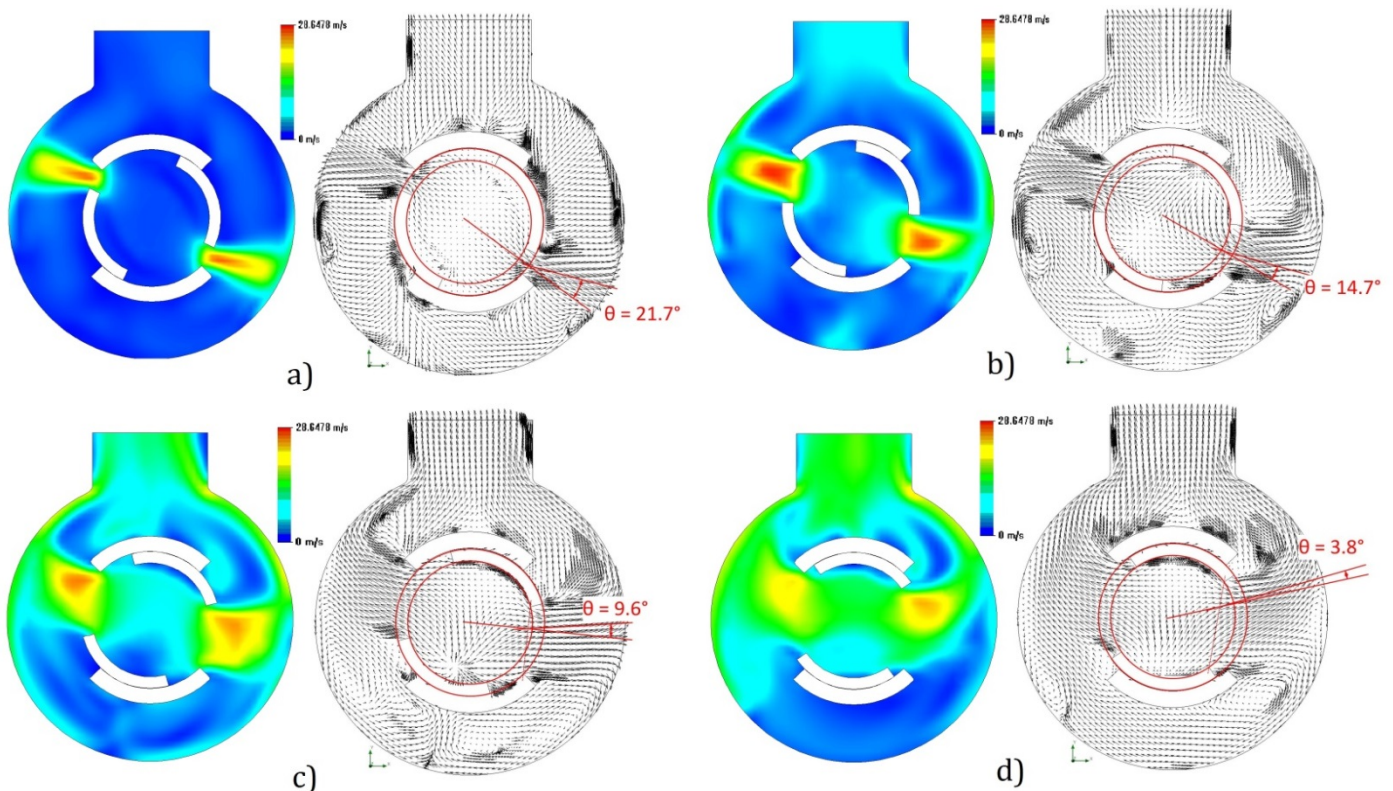 28.6478 m/s
0 m/s
θ = 21.7°
a)
28.6478 m/s
0 m/s
θ = 14.7°
b)
28.6478 m/s
0 m/s
θ = 9.6°
c)
28.6478 m/s
0 m/s
θ = 3.8°
d)